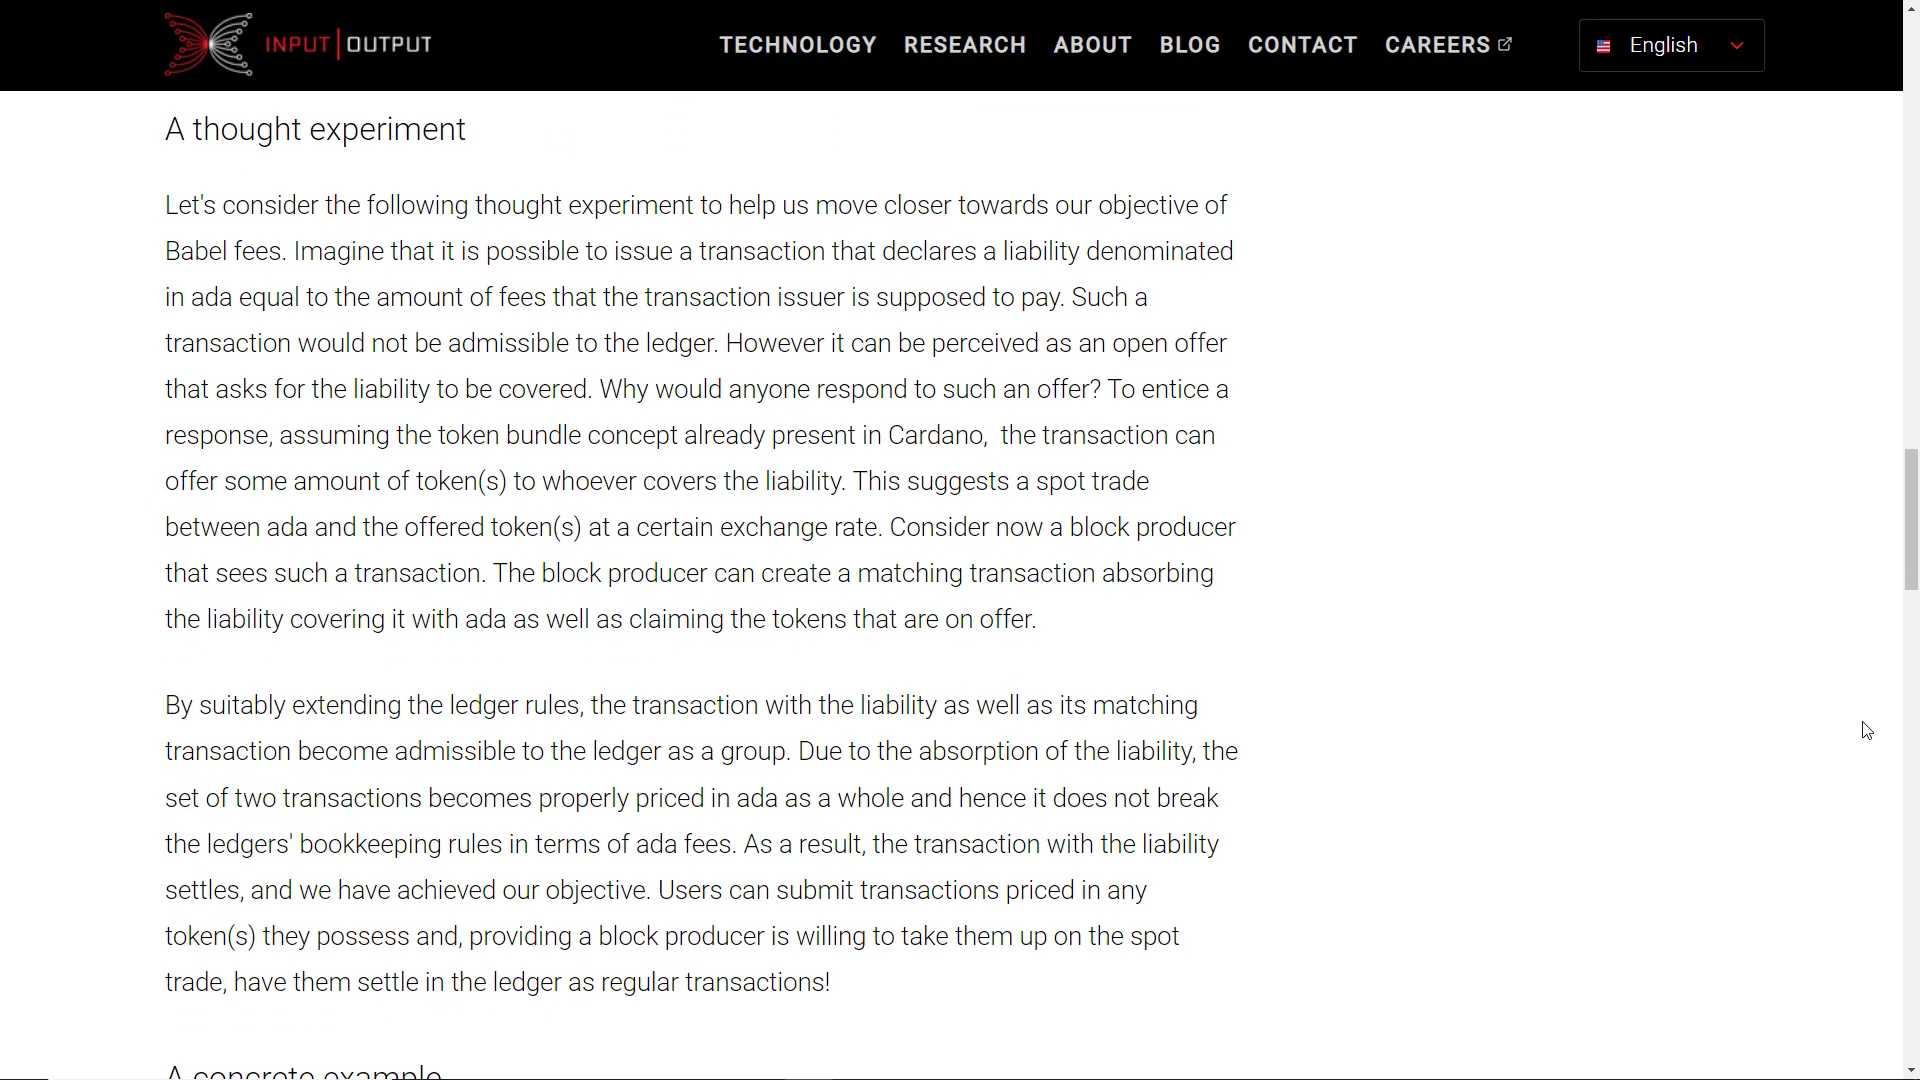 INPUT|OUTPUT TECHNOLOGY RESEARCH ABOUT BLOG CONTACT CAREERS English
A thought experiment
Let's consider the following thought experiment to help us move closer towards our objective of
Babel fees. Imagine that it is possible to issue a transaction that declares a liability denominated
in ada equal to the amount of fees that the transaction issuer is supposed to pay. Such a
transaction would not be admissible to the ledger. However it can be perceived as an open offer
that asks for the liability to be covered. Why would anyone respond to such an offer? To entice a
response, assuming the token bundle concept already present in Cardano,  the transaction can
offer some amount of token(s) to whoever covers the liability. This suggests a spot trade
between ada and the offered token(s) at a certain exchange rate. Consider now a block producer
that sees such a transaction. The block producer can create a matching transaction absorbing
the liability covering it with ada as well as claiming the tokens that are on offer.
By suitably extending the ledger rules, the transaction with the liability as well as its matching
transaction become admissible to the ledger as a group. Due to the absorption of the liability, the
set of two transactions becomes properly priced in ada as a whole and hence it does not break
the ledgers' bookkeeping rules in terms of ada fees. As a result, the transaction with the liability
settles, and we have achieved our objective. Users can submit transactions priced in any
token(s) they possess and, providing a block producer is willing to take them up on the spot
trade, have them settle in the ledger as regular transactions!
A concrete example